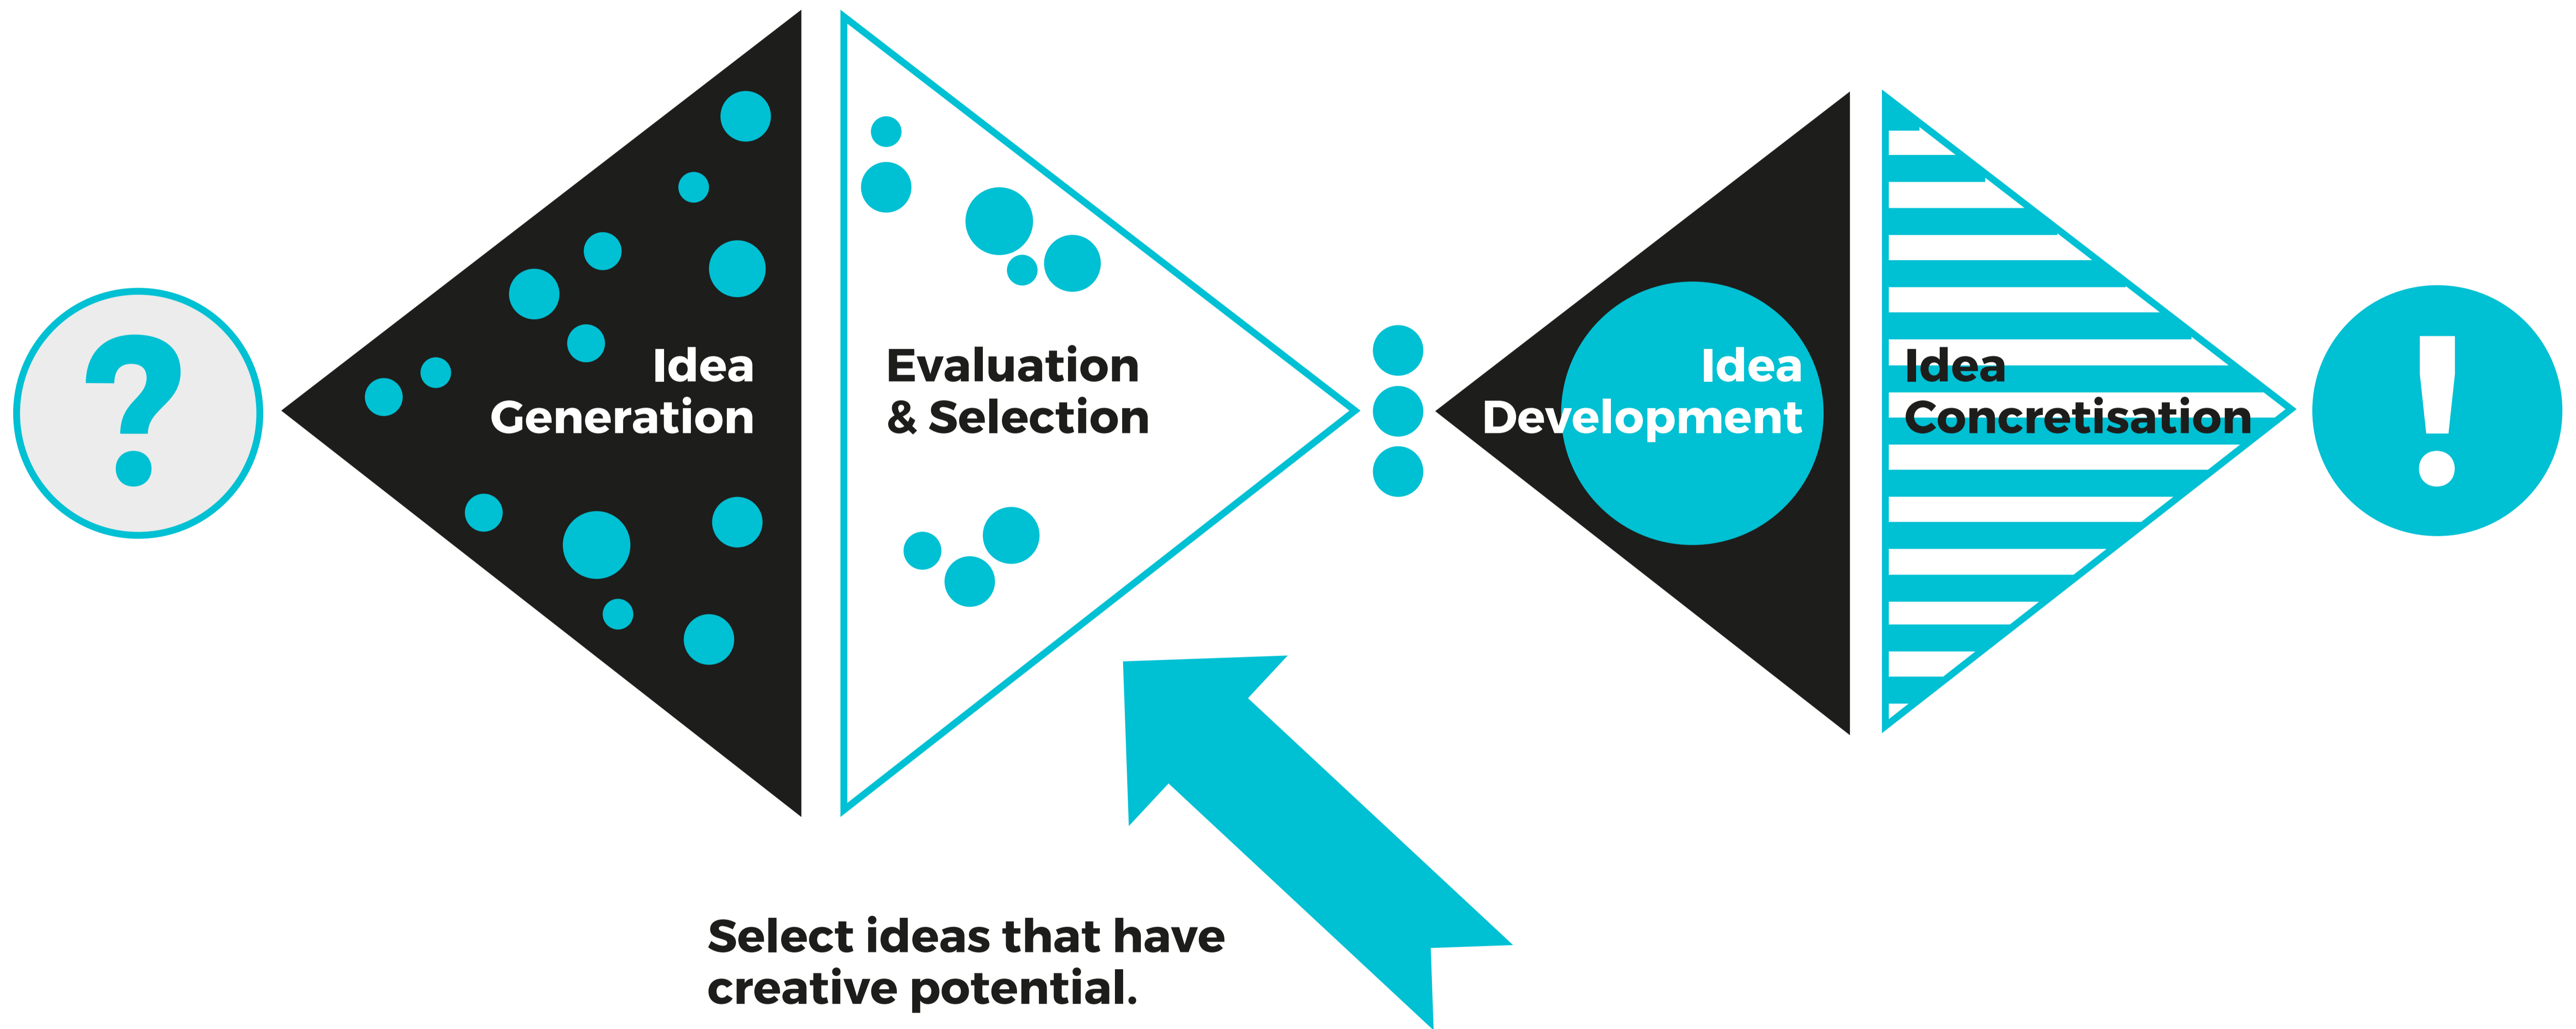 ?
Idea
Generation
Evaluation
& Selection
Idea
Development
Idea
Concretisation
!
Select ideas that have
creative potential.